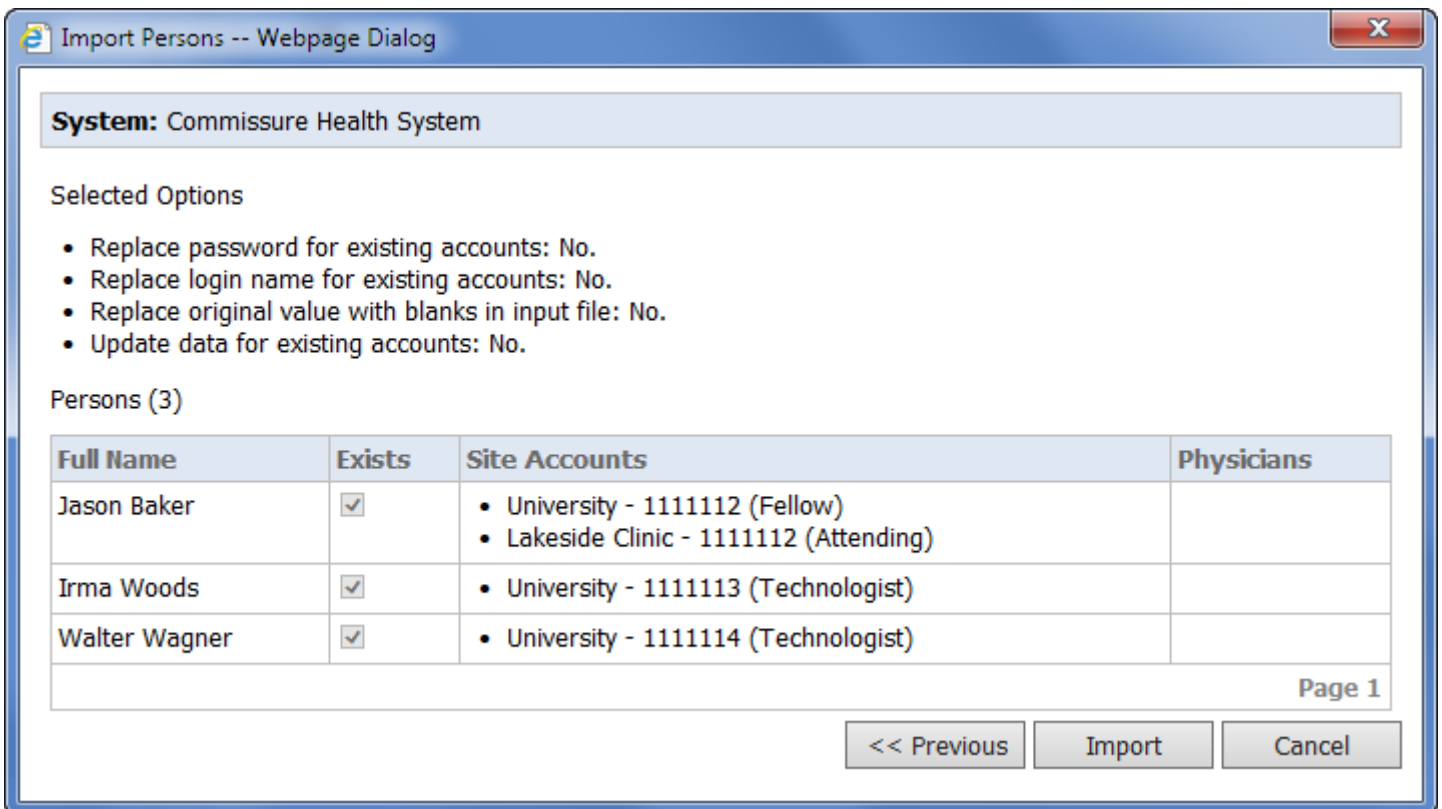 Import Persons -- Webpage Dialog
x
System: Commissure Health System
Selected Options
• Replace password for existing accounts: No.
• Replace login name for existing accounts: No.
• Replace original value with blanks in input file: No.
• Update data for existing accounts: No.
Persons (3)
Full Name Exists Site Accounts Physicians
Jason Baker • University - 1111112 (Fellow)
• Lakeside Clinic - 1111112 (Attending)
Irma Woods • University - 1111113 (Technologist)
Walter Wagner • University - 1111114 (Technologist)
Page 1
<< Previous Import Cancel